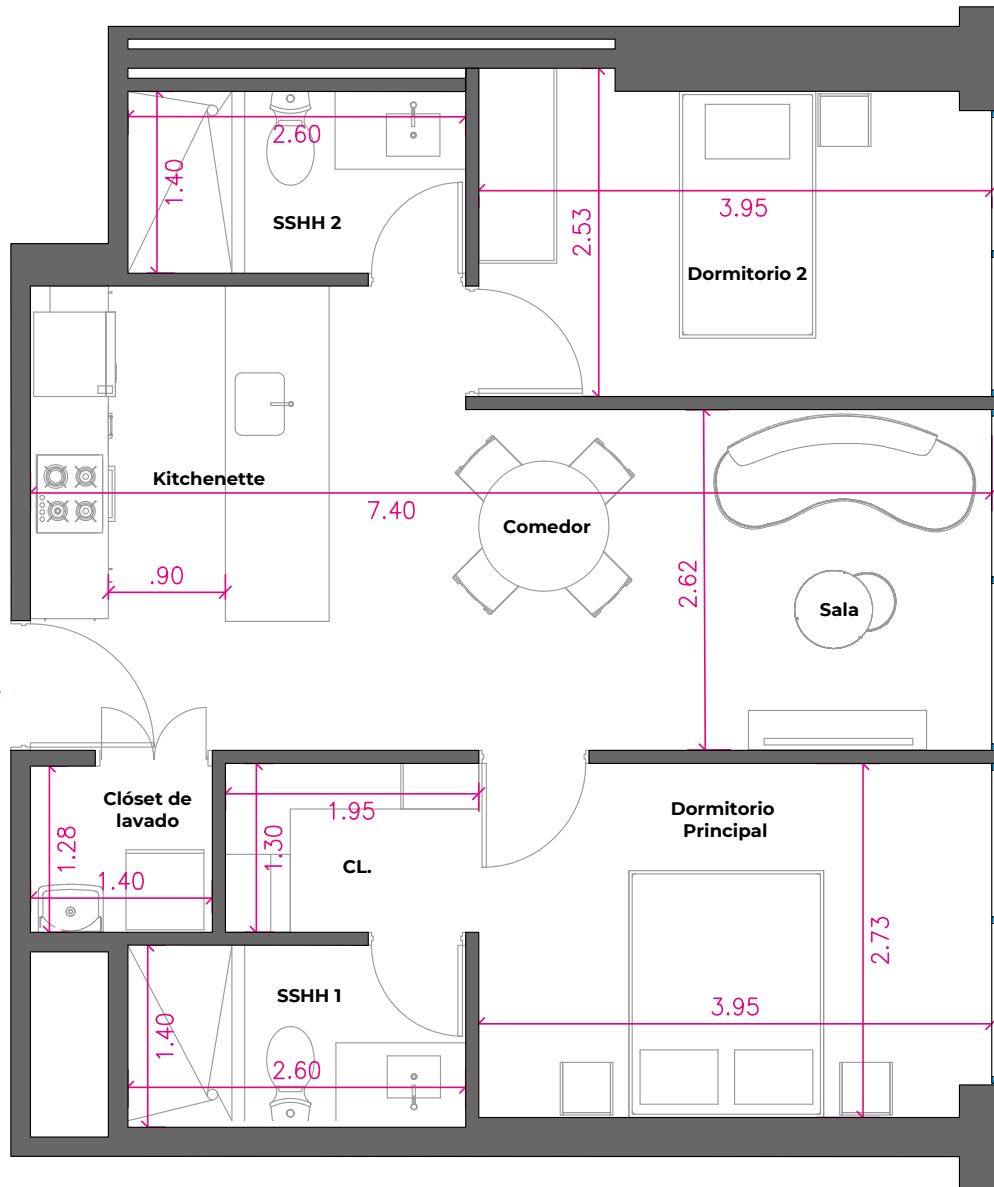 2.60
1.40
SSHH 2
3.95
2.53
Dormitorio 2
Kitchenette
7.40
Comedor
.90
2.62
Sala
Clóset de
lavado
1.28
1.40
1.95
1.30
CL.
Dormitorio
Principal
2.73
SSHH 1
3.95
1.40
2.60